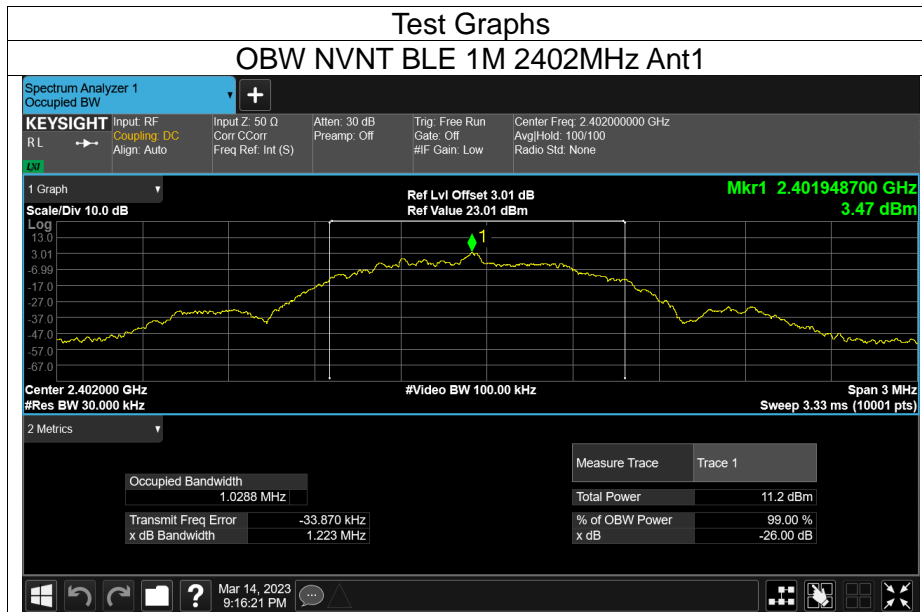 Test Graphs
OBW NVNT BLE 1M 2402MHz Ant1
Spectrum Analyzer 1
Occupied BW
+
KEYSIGHT
RL
LXI
Input: RF
Coupling: DC
Align: Auto
Input Z: 50 Ω
Corr CCorr
Freq Ref: Int (S)
Atten: 30 dB
Preamp: Off
Trig: Free Run
Gate: Off
#IF Gain: Low
Center Freq: 2.402000000 GHz
Avg|Hold: 100/100
Radio Std: None
1 Graph
Scale/Div 10.0 dB
Ref Lvl Offset 3.01 dB
Ref Value 23.01 dBm
Mkr1 2.401948700 GHz
3.47 dBm
Log
13.0
3.01
-6.99
-17.0
-27.0
-37.0
-47.0
-57.0
-67.0
1
Center 2.402000 GHz
#Res BW 30.000 kHz
#Video BW 100.00 kHz
Span 3 MHz
Sweep 3.33 ms (10001 pts)
2 Metrics
Occupied Bandwidth
1.0288 MHz
Transmit Freq Error -33.870 kHz
x dB Bandwidth 1.223 MHz
Measure Trace Trace 1
Total Power 11.2 dBm
% of OBW Power 99.00 %
x dB -26.00 dB
?
Mar 14, 2023
9:16:21 PM